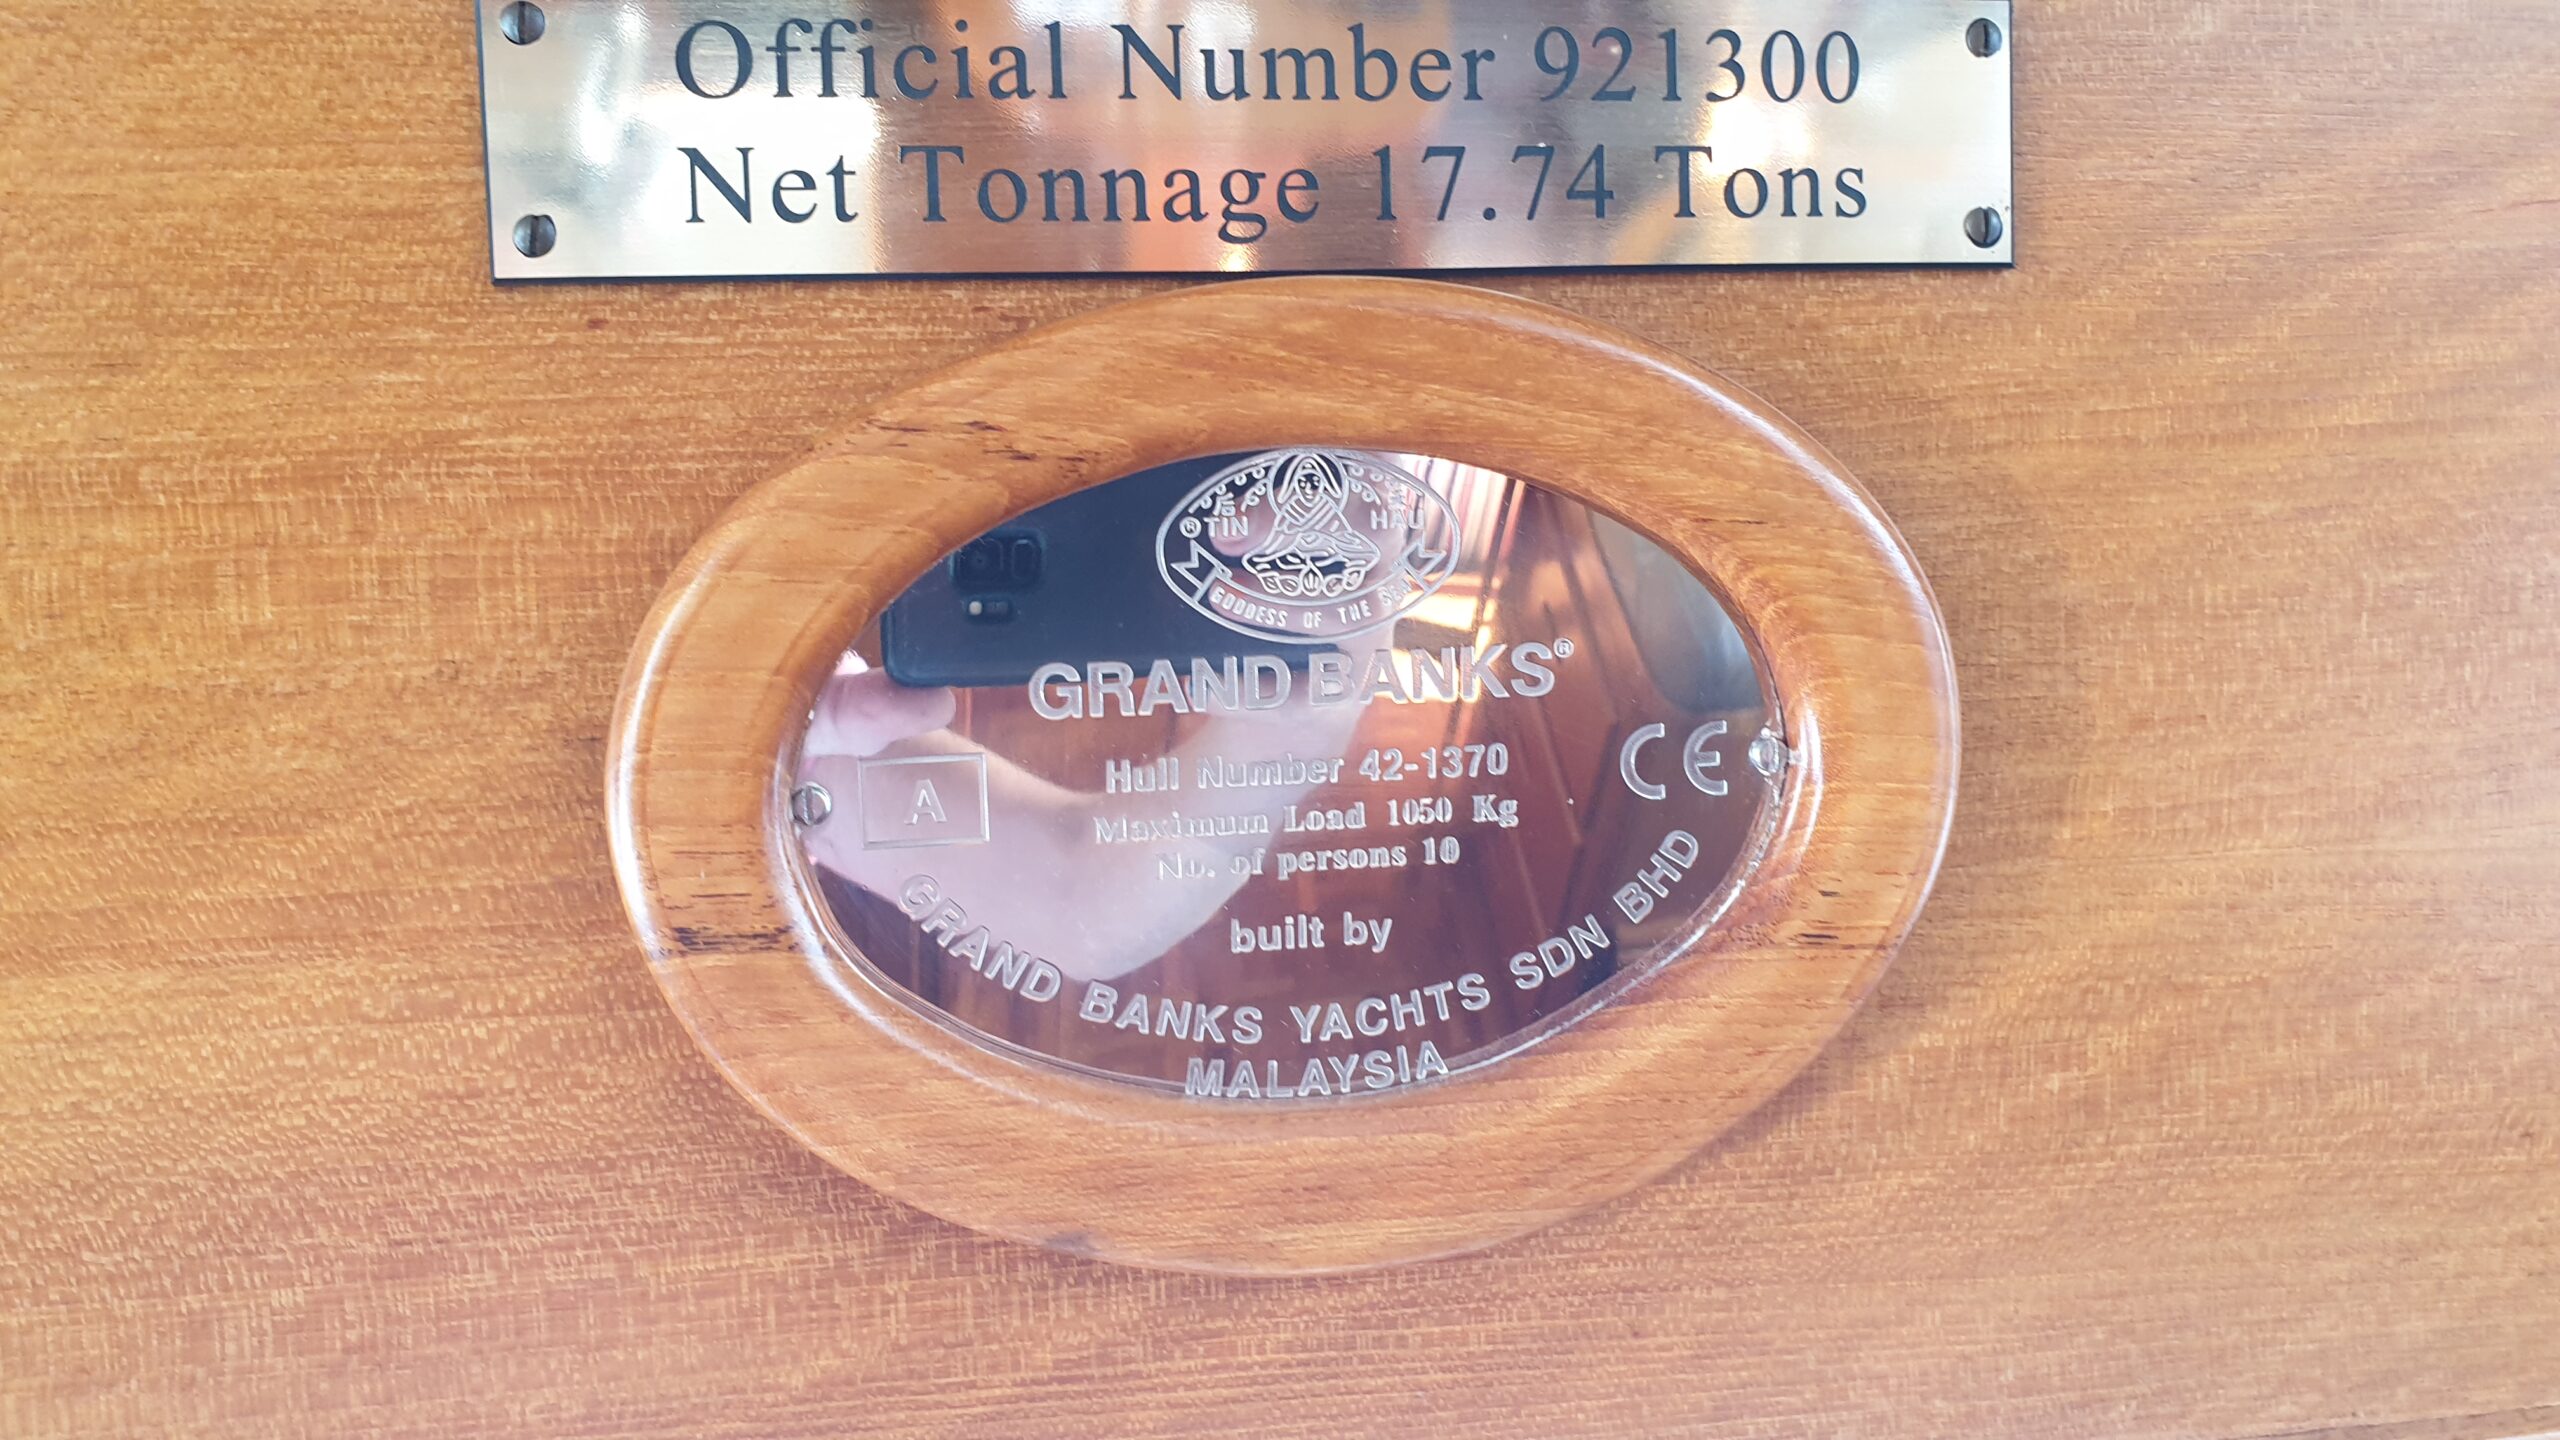 Official Number 921300
Net Tonnage 17.74 Tons
后
® TIN HAU
GODDESS OF THE SEA
GRAND BANKS®
A
CE
Hull Number 42-1370
Maximum Load 1050 Kg
No. of persons 10
built by
GRAND BANKS YACHTS SDN BHD
MALAYSIA